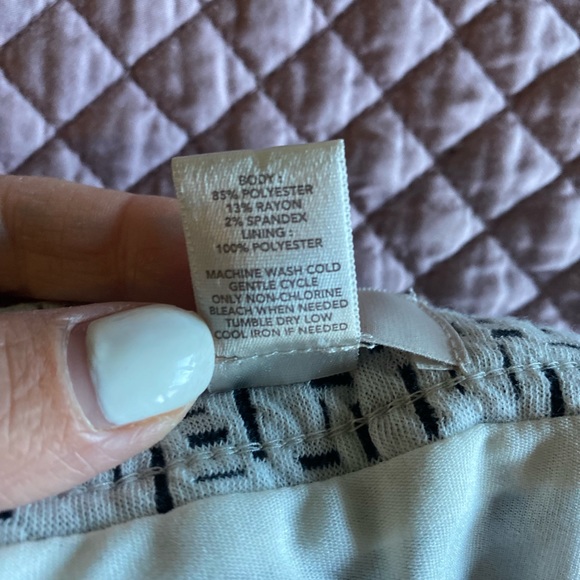 BODY :
85% POLYESTER
13% RAYON
2% SPANDEX
LINING :
100% POLYESTER
MACHINE WASH COLD
GENTLE CYCLE
ONLY NON-CHLORINE
BLEACH WHEN NEEDED
TUMBLE DRY LOW
COOL IRON IF NEEDED